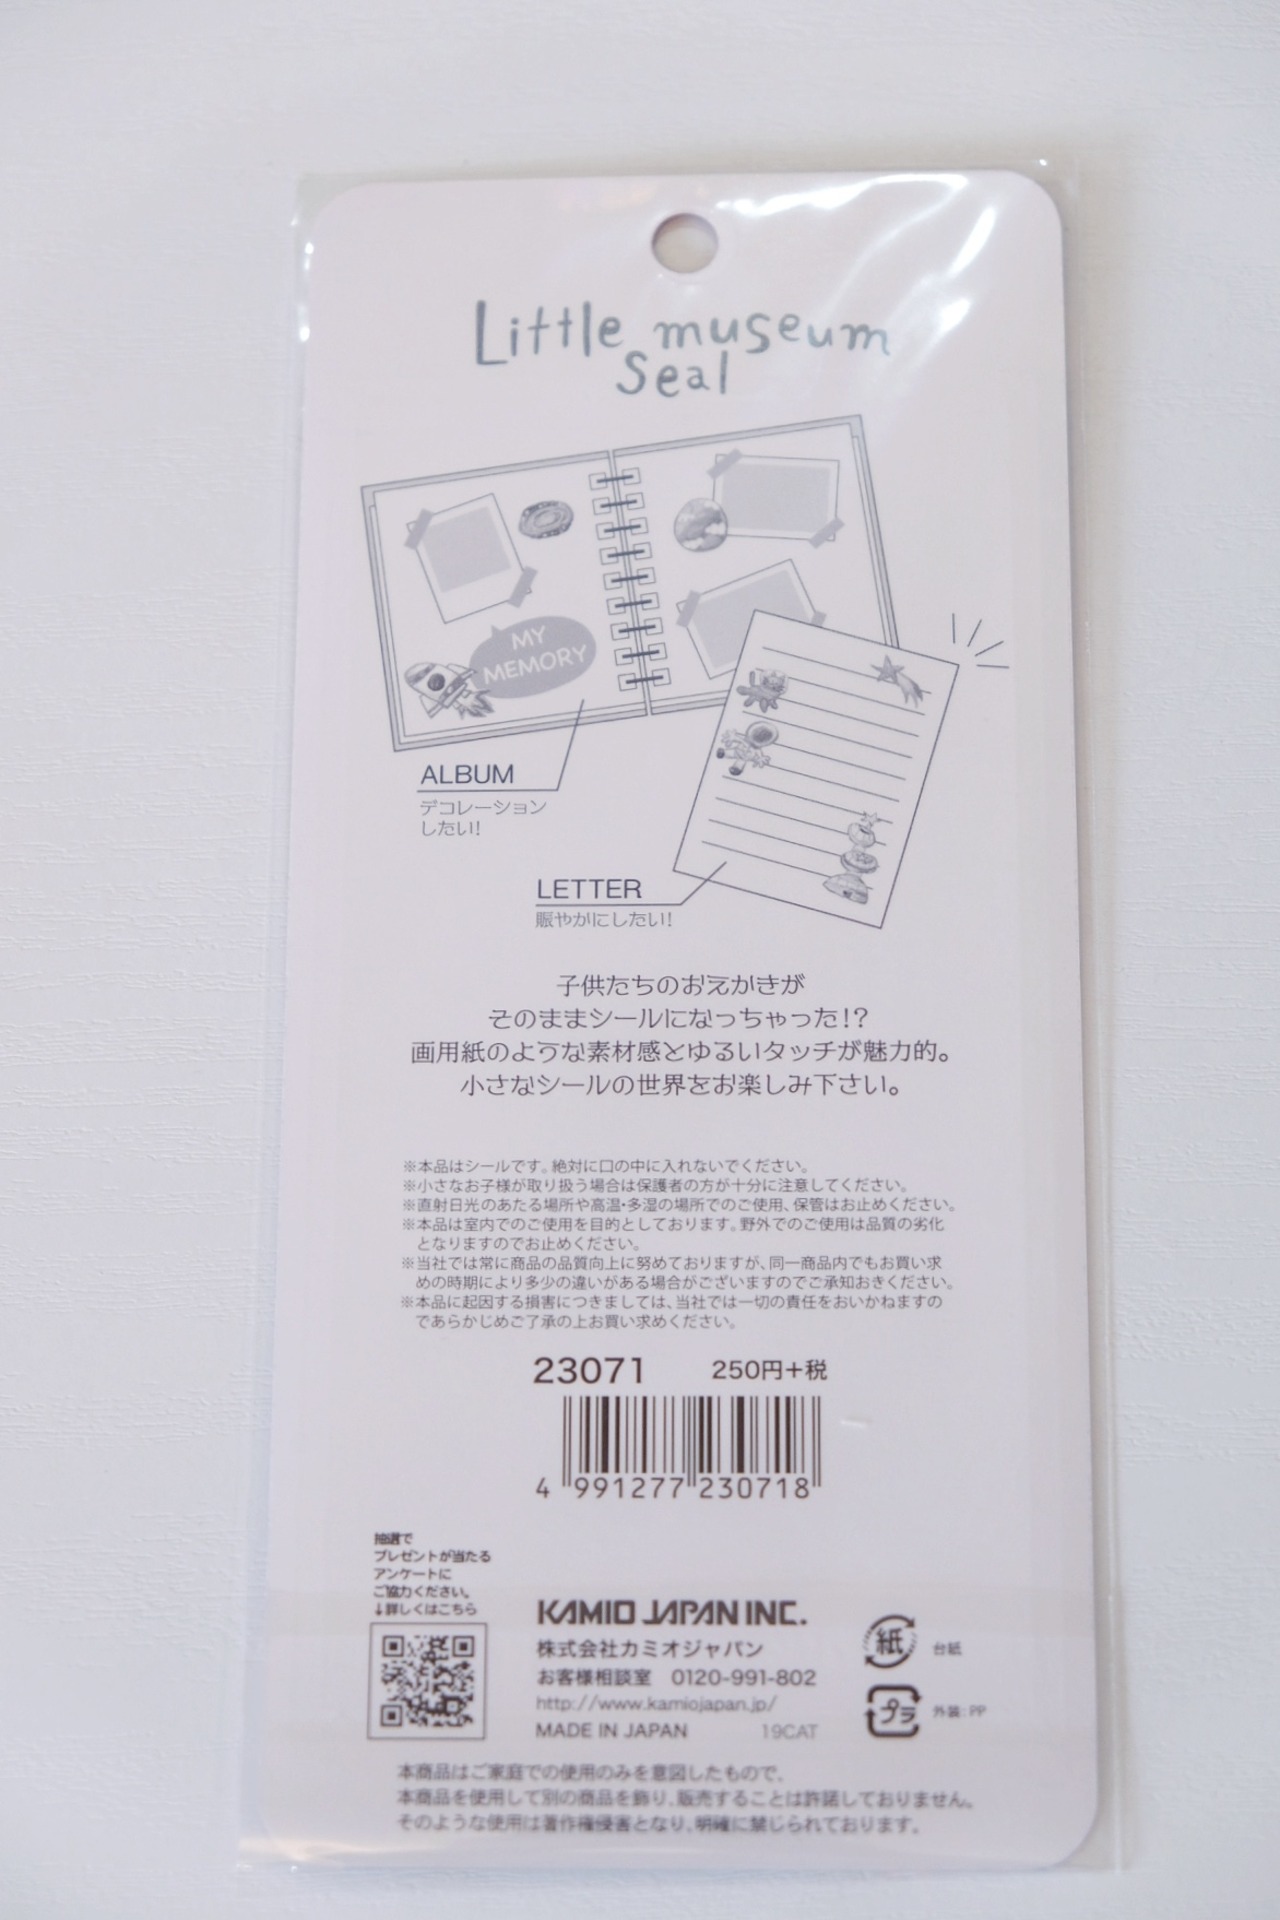 Little museum
Seal
MY
MEMORY
ALBUM
デコレーション
したい!
LETTER
賑やかにしたい!
子供たちのおえかきが
そのままシールになっちゃった!?
画用紙のような素材感とゆるいタッチが魅力的。
小さなシールの世界をお楽しみ下さい。
※本品はシールです。絶対に口の中に入れないでください。
※小さなお子様が取り扱う場合は保護者の方が十分に注意してください。
※直射日光のあたる場所や高温・多湿の場所でのご使用、保管はお止めください。
※本品は室内でのご使用を目的としております。野外でのご使用は品質の劣化
となりますのでお止めください。
※当社では常に商品の品質向上に努めておりますが、同一商品内でもお買い求
めの時期により多少の違いがある場合がございますのでご承知おきください。
※本品に起因する損害につきましては、当社では一切の責任をおいかねますの
であらかじめご了承の上お買い求めください。
23071 250円+税
4 991277 230718
抽選で
プレゼントが当たる
アンケートに
ご協力ください。
↓詳しくはこちら
KAMIO JAPAN INC.
株式会社カミオジャパン
お客様相談室 0120-991-802
http://www.kamiojapan.jp/
MADE IN JAPAN 19CAT
紙 台紙
プラ 外装:PP
本商品はご家庭での使用のみを意図したもので、
本商品を使用して別の商品を飾り、販売することは許諾しておりません。
そのような使用は著作権侵害となり、明確に禁じられております。